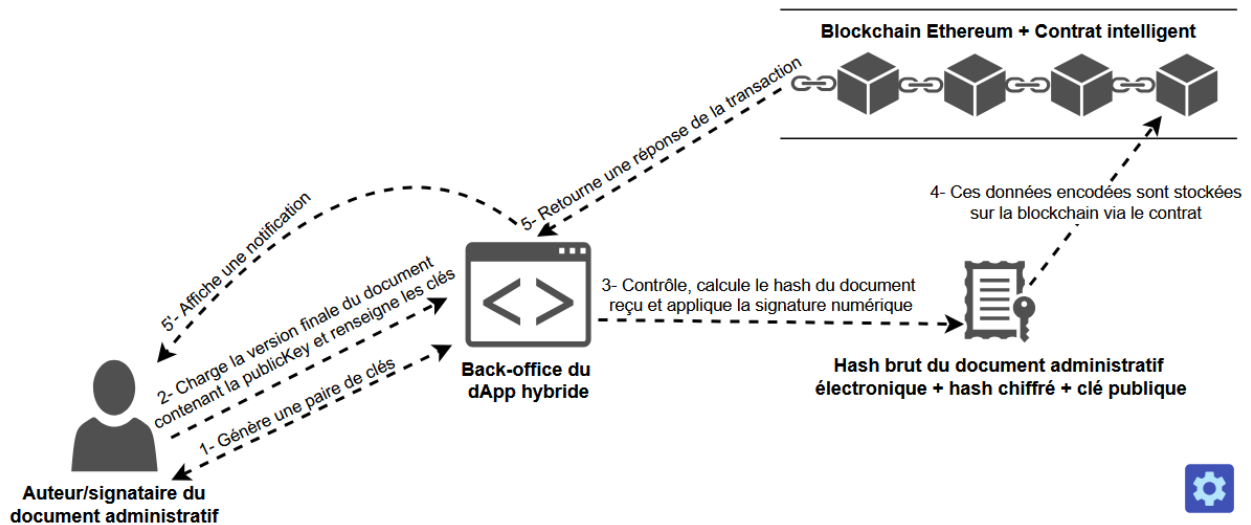 Blockchain Ethereum + Contrat intelligent
5- Retourne une réponse de la transaction
4- Ces données encodées sont stockées
sur la blockchain via le contrat
5'- Affiche une notification
2- Charge la version finale du document
contenant la publicKey et renseigne les clés
1- Génère une paire de clés
3- Contrôle, calcule le hash du document
reçu et applique la signature numérique
Back-office du
dApp hybride
Hash brut du document administratif
électronique + hash chiffré + clé publique
Auteur/signataire du
document administratif